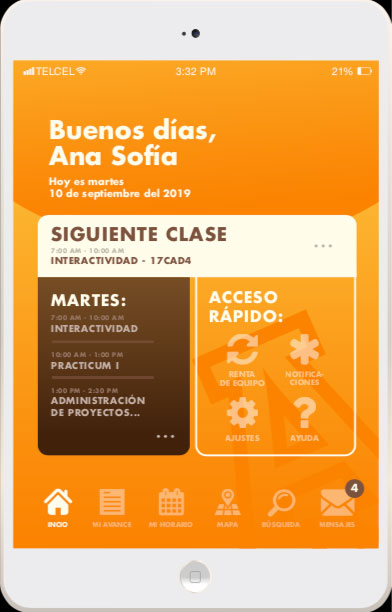 TELCEL
3:32 PM
21%
Buenos días,
Ana Sofía
Hoy es martes
10 de septiembre del 2019
SIGUIENTE CLASE
7:00 AM - 10:00 AM
INTERACTIVIDAD - 17CAD4
...
MARTES:
7:00 AM - 10:00 AM
INTERACTIVIDAD
10:00 AM - 1:00 PM
PRACTICUM I
1:00 PM - 2:30 PM
ADMINISTRACIÓN
DE PROYECTOS...
...
ACCESO
RÁPIDO:
RENTA
DE EQUIPO
NOTIFICA-
CIONES
AJUSTES
?
AYUDA
INICIO
MI AVANCE
MI HORARIO
MAPA
BÚSQUEDA
4
MENSAJES